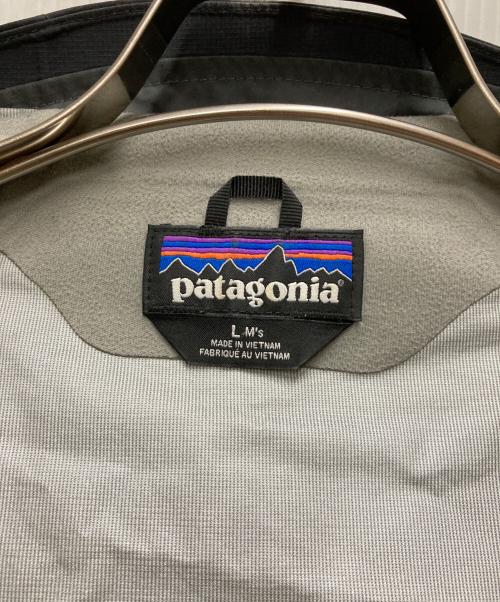 patagonia®
L M's
MADE IN VIETNAM
FABRIQUÉ AU VIETNAM